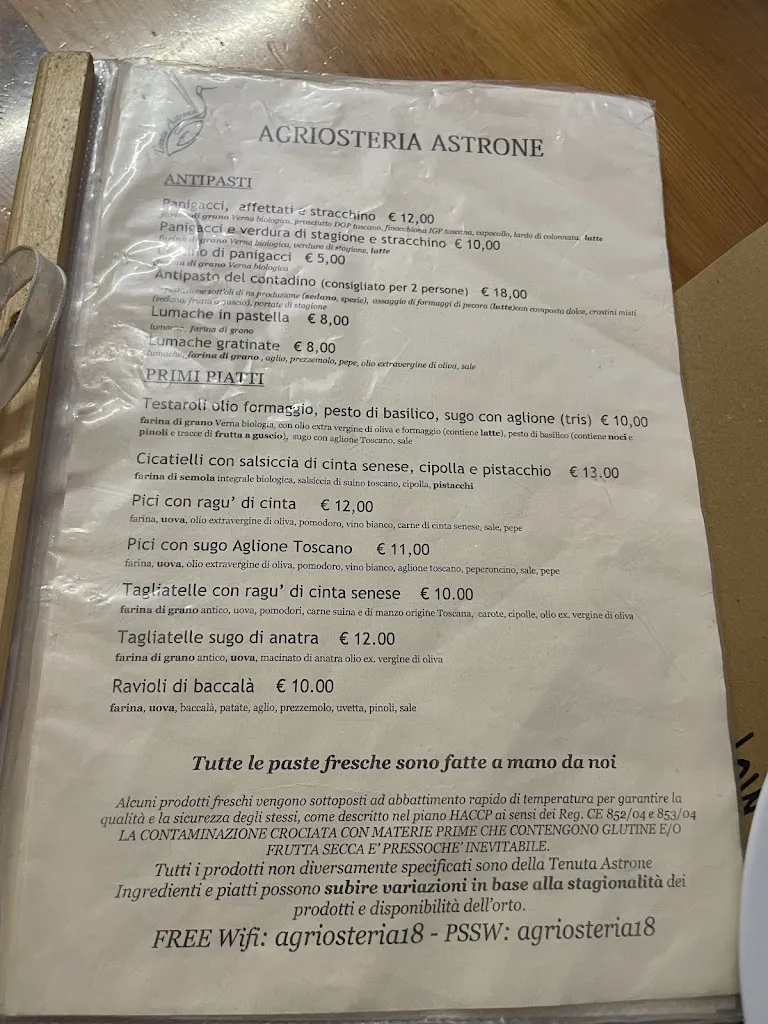 AGRIOSTERIA ASTRONE
ANTIPASTI
Panigacci, affettati e stracchino € 12,00
farina di grano Verna biologica, prosciutto DOP toscano, finocchiona IGP toscana, capocollo, lardo di colonnata, latte
Panigacci e verdura di stagione e stracchino € 10,00
farina di grano Verna biologica, verdura di stagione, latte
di panigacci € 5,00
di grano Verna biologica
Antipasto del contadino (consigliato per 2 persone) € 18,00
sott'oli di ns produzione (sedano, spezie), assaggio di formaggi di pecora (latte)con composta dolce, crostini misti
(sedano, frutta a guscio), portate di stagione
Lumache in pastella € 8,00
lumache, farina di grano
Lumache gratinate € 8,00
lumache, farina di grano , aglio, prezzemolo, pepe, olio extravergine di oliva, sale
PRIMI PIATTI
Testaroli olio formaggio, pesto di basilico, sugo con aglione (tris) € 10,00
farina di grano Verna biologia, con olio extra vergine di oliva e formaggio (contiene latte), pesto di basilico (contiene noci e
pinoli e tracce di frutta a guscio), sugo con aglione Toscano, sale
Cicatielli con salsiccia di cinta senese, cipolla e pistacchio € 13.00
farina di semola integrale biologica, salsiccia di suino toscano, cipolla, pistacchi
Pici con ragu' di cinta € 12,00
farina, uova, olio extravergine di oliva, pomodoro, vino bianco, carne di cinta senese, sale, pepe
Pici con sugo Aglione Toscano € 11,00
farina, uova, olio extravergine di oliva, pomodoro, vino bianco, aglione toscano, peperoncino, sale, pepe
Tagliatelle con ragu' di cinta senese € 10.00
farina di grano antico, uova, pomodori, carne suina e di manzo origine Toscana, carote, cipolle, olio ex. vergine di oliva
Tagliatelle sugo di anatra € 12.00
farina di grano antico, uova, macinato di anatra olio ex. vergine di oliva
Ravioli di baccalà € 10.00
farina, uova, baccalà, patate, aglio, prezzemolo, uvetta, pinoli, sale
Tutte le paste fresche sono fatte a mano da noi
Alcuni prodotti freschi vengono sottoposti ad abbattimento rapido di temperatura per garantire la
qualità e la sicurezza degli stessi, come descritto nel piano HACCP ai sensi dei Reg. CE 852/04 e 853/04
LA CONTAMINAZIONE CROCIATA CON MATERIE PRIME CHE CONTENGONO GLUTINE E/O
FRUTTA SECCA E' PRESSOCHE' INEVITABILE.
Tutti i prodotti non diversamente specificati sono della Tenuta Astrone
Ingredienti e piatti possono subire variazioni in base alla stagionalità dei
prodotti e disponibilità dell'orto.
FREE Wifi: agriosteria18 - PSSW: agriosteria18